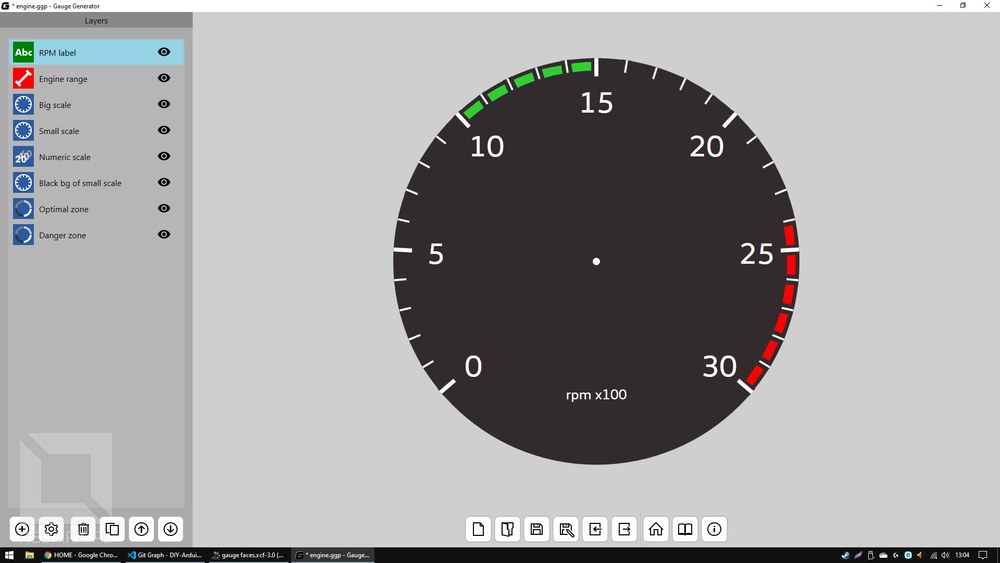 * engine.ggp - Gauge Generator
Layers
Abc RPM label
Engine range
Big scale
Small scale
Numeric scale
Black bg of small scale
Optimal zone
Danger zone
15
10
20
5
25
0
30
rpm x100
HOME - Google Chro...
Git Graph - DIY-Ardui...
gauge faces.xcf-3.0 (...
* engine.ggp - Gauge...
13:04